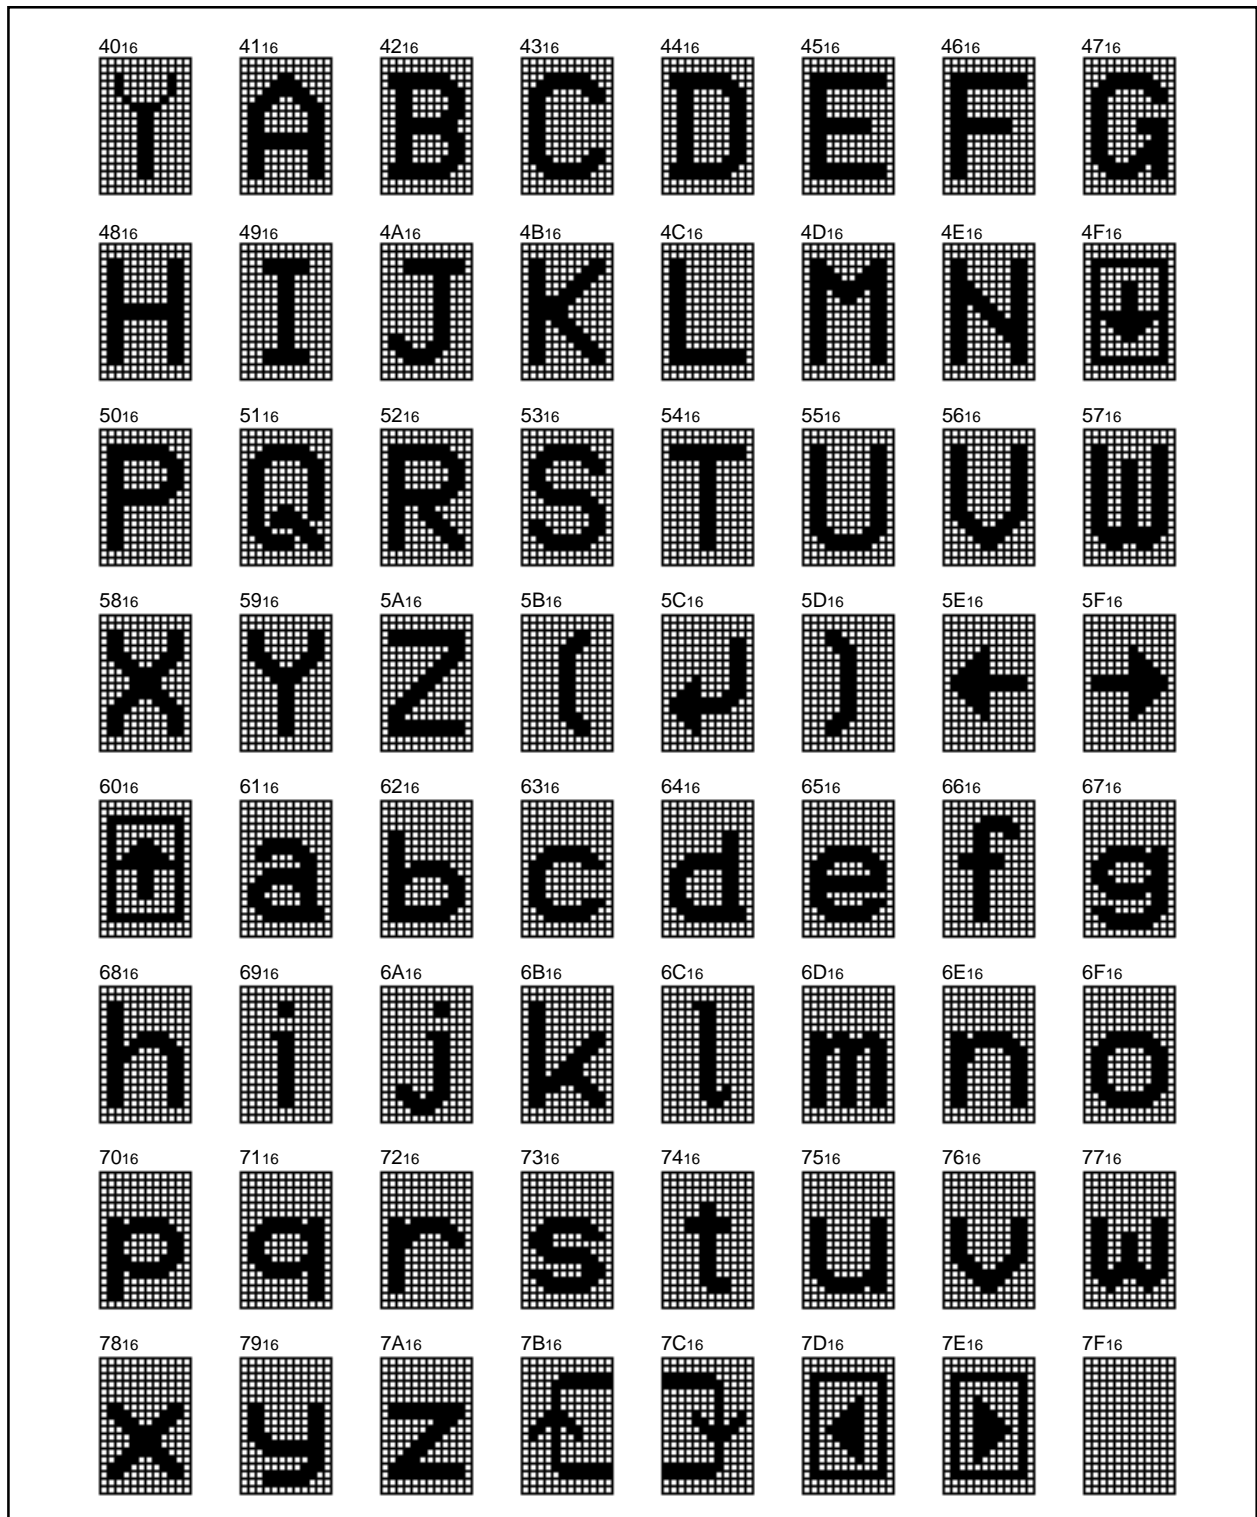 4016 4116 4216 4316 4416 4516 4616 4716
Y A B C D E F G
4816 4916 4A16 4B16 4C16 4D16 4E16 4F16
H I J K L M N
5016 5116 5216 5316 5416 5516 5616 5716
P Q R S T U V W
5816 5916 5A16 5B16 5C16 5D16 5E16 5F16
X Y Z ( ↲ ) ← →
6016 6116 6216 6316 6416 6516 6616 6716
a b c d e f g
6816 6916 6A16 6B16 6C16 6D16 6E16 6F16
h i j k l m n o
7016 7116 7216 7316 7416 7516 7616 7716
p q r s t u v w
7816 7916 7A16 7B16 7C16 7D16 7E16 7F16
x y z